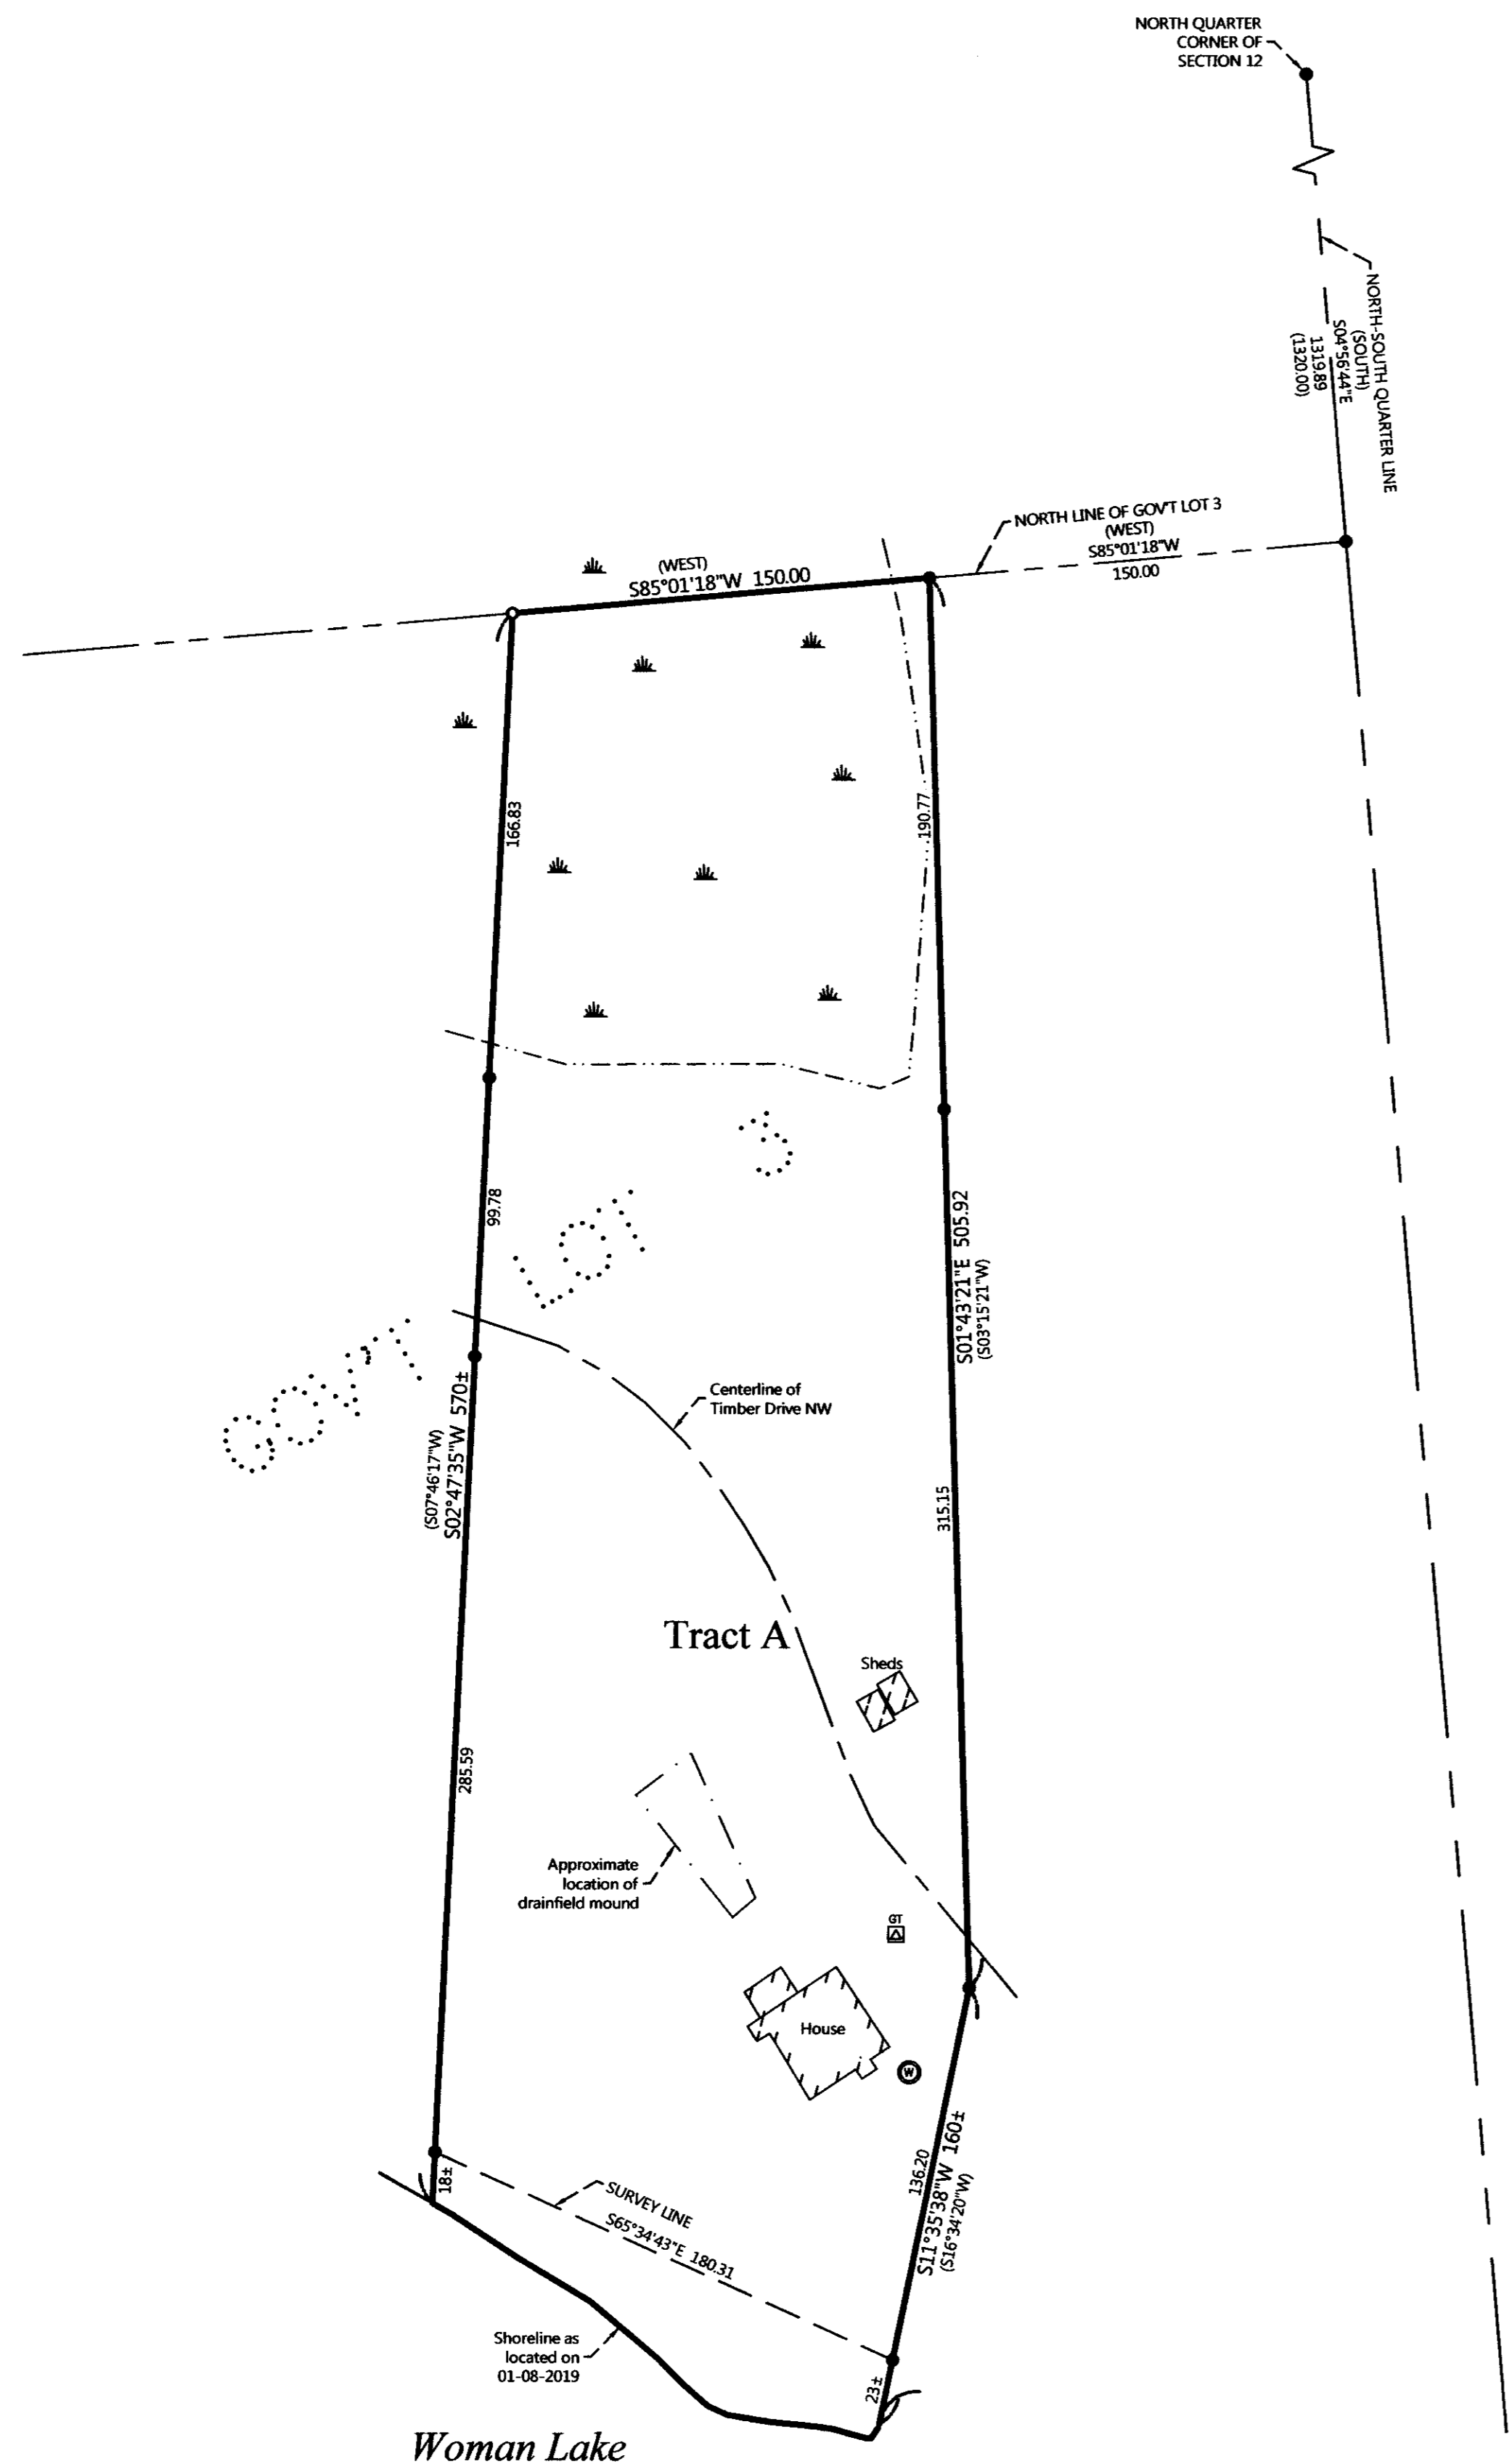 NORTH QUARTER
CORNER OF
SECTION 12
NORTH-SOUTH QUARTER LINE
(SOUTH)
S04°56'44"E
1319.89
(1320.00)
NORTH LINE OF GOV'T LOT 3
(WEST)
S85°01'18"W
150.00
(WEST)
S85°01'18"W 150.00
166.83
190.77
99.78
GOV'T LOT 3
S01°43'21"E 505.92
(S03°15'21"W)
Centerline of
Timber Drive NW
(S07°46'17"W)
S02°47'35"W 570±
315.15
Tract A
Sheds
285.59
Approximate
location of
drainfield mound
GT
House
W
136.20
S11°35'38"W 160±
(S16°34'20"W)
18±
SURVEY LINE
S65°34'43"E 180.31
23±
Shoreline as
located on
01-08-2019
Woman Lake